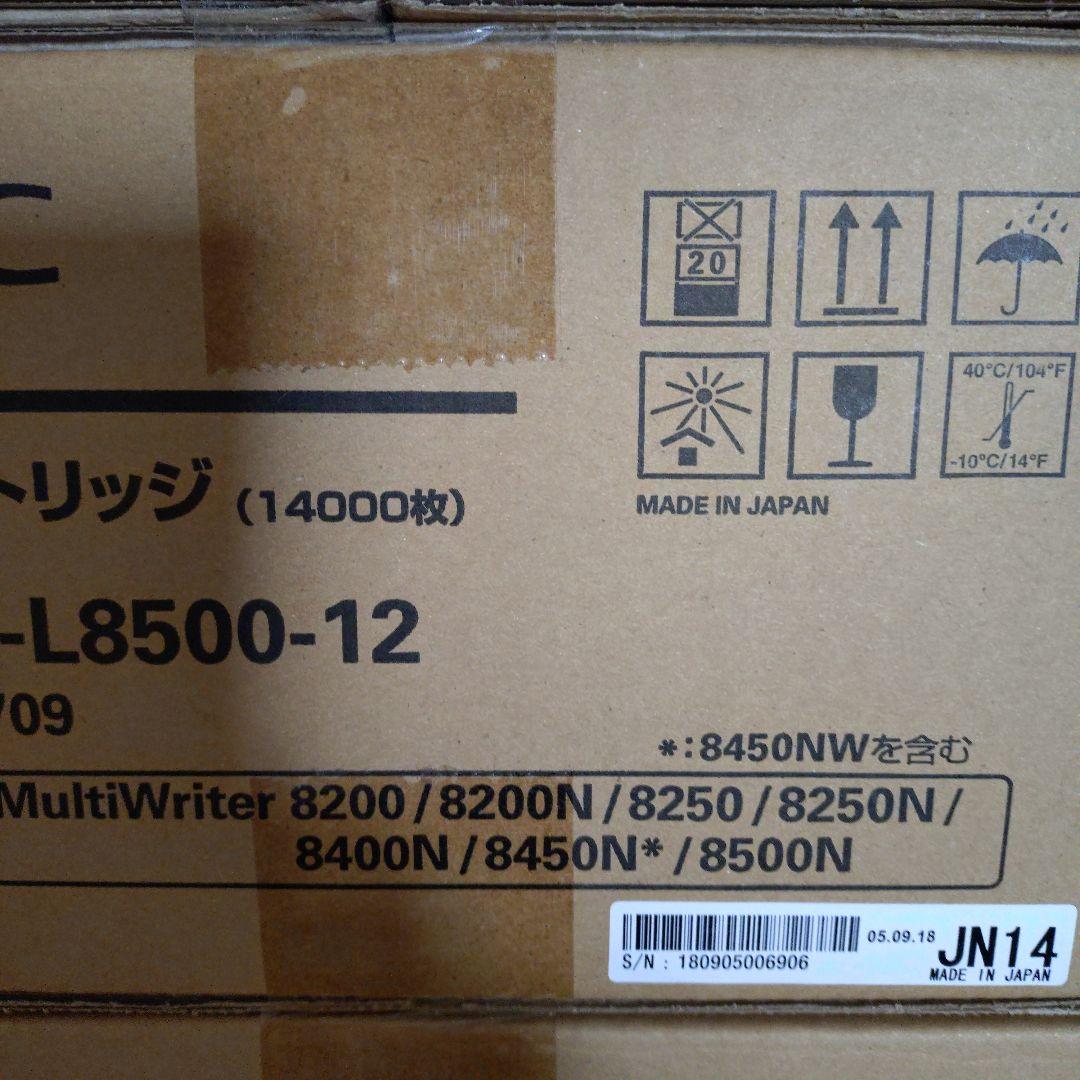 C
20
40°C/104°F
-10°C/14°F
MADE IN JAPAN
トリッジ (14000枚)
-L8500-12
/09
*:8450NWを含む
MultiWriter 8200/8200N/8250/8250N/
8400N/8450N*/8500N
05.09.18 JN14
S/N : 180905006906
MADE IN JAPAN